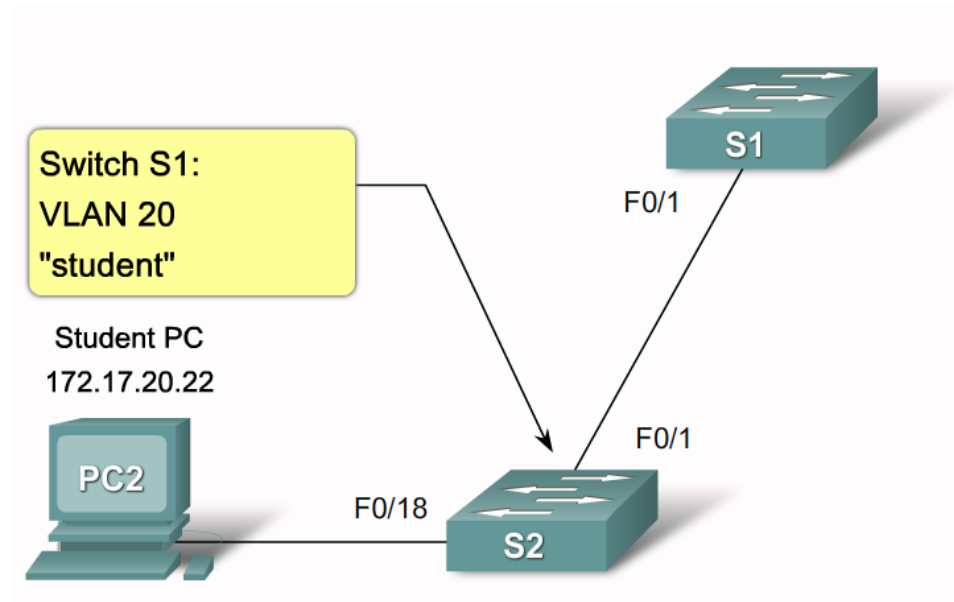 S1
Switch S1:
VLAN 20
"student"
F0/1
Student PC
172.17.20.22
F0/1
PC2
F0/18
S2